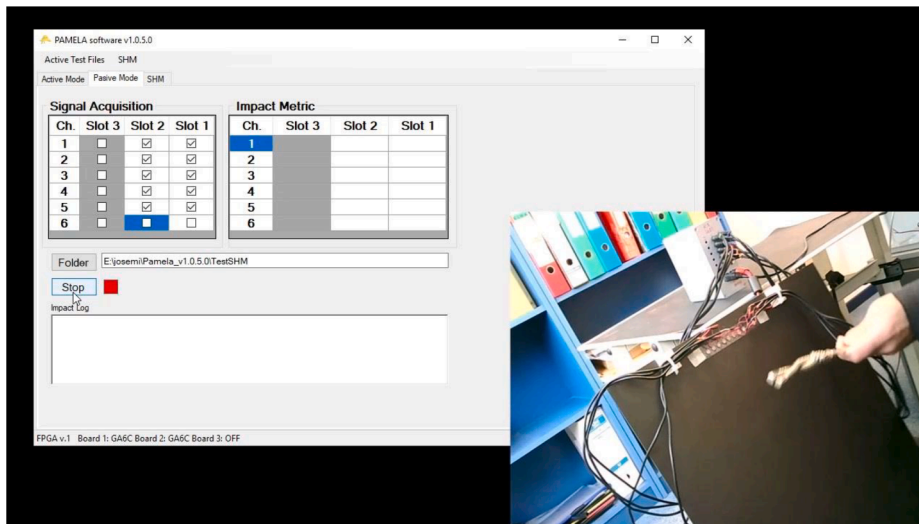 PAMELA software v1.0.5.0
Active Test Files SHM
Active Mode Pasive Mode SHM
Signal Acquisition
Ch. Slot 3 Slot 2 Slot 1
1
2
3
4
5
6
Impact Metric
Ch. Slot 3 Slot 2 Slot 1
1
2
3
4
5
6
Folder E:\josemi\Pamela_v1.0.5.0\TestSHM
Stop
Impact Log
FPGA v.1 Board 1: GA6C Board 2: GA6C Board 3: OFF